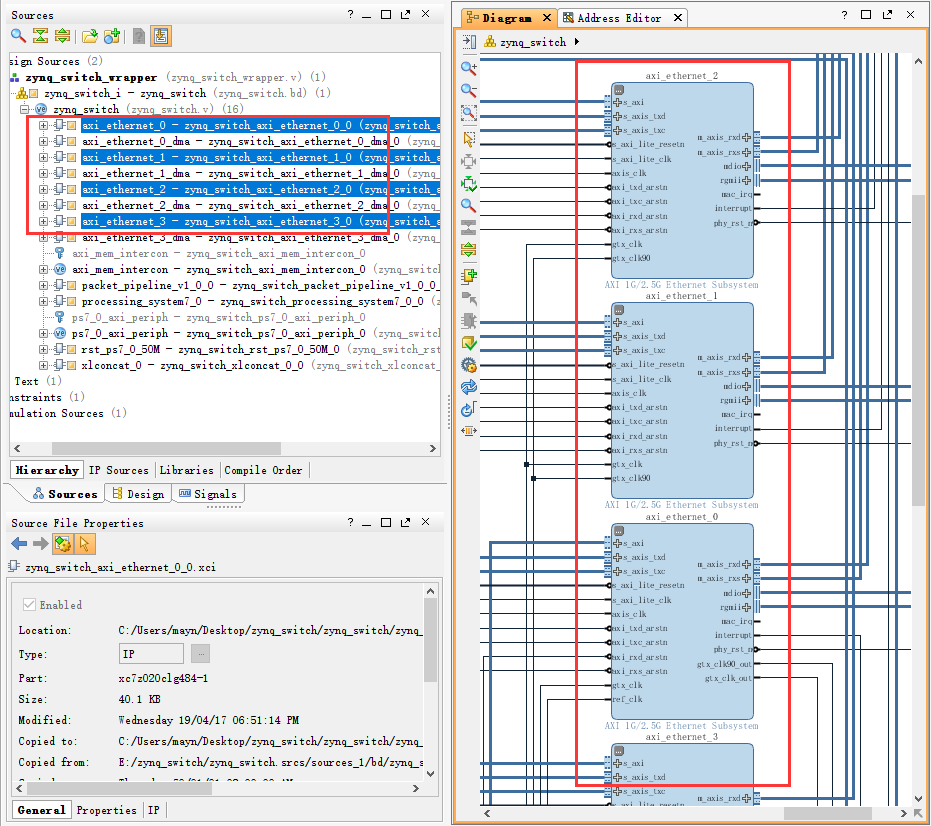 Sources
sign Sources (2)
zynq_switch_wrapper (zynq_switch_wrapper.v) (1)
zynq_switch_i - zynq_switch (zynq_switch.bd) (1)
zynq_switch (zynq_switch.v) (16)
axi_ethernet_0 - zynq_switch_axi_ethernet_0_0 (zynq_switch_s
axi_ethernet_0_dma - zynq_switch_axi_ethernet_0_dma_0 (zynq_
axi_ethernet_1 - zynq_switch_axi_ethernet_1_0 (zynq_switch_s
axi_ethernet_1_dma - zynq_switch_axi_ethernet_1_dma_0 (zynq_
axi_ethernet_2 - zynq_switch_axi_ethernet_2_0 (zynq_switch_s
axi_ethernet_2_dma - zynq_switch_axi_ethernet_2_dma_0 (zynq_
axi_ethernet_3 - zynq_switch_axi_ethernet_3_0 (zynq_switch_s
axi_ethernet_3_dma - zynq_switch_axi_ethernet_3_dma_0 (zynq_
axi_mem_intercon - zynq_switch_axi_mem_intercon_0
axi_mem_intercon - zynq_switch_axi_mem_intercon_0 (zynq_switch
packet_pipeline_v1_0_0 - zynq_switch_packet_pipeline_v1_0_0
processing_system7_0 - zynq_switch_processing_system7_0_0 (z
ps7_0_axi_periph - zynq_switch_axi_periph_0
ps7_0_axi_periph - zynq_switch_ps7_0_axi_periph_0 (zynq_switch
rst_ps7_0_50M - zynq_switch_rst_ps7_0_50M_0 (zynq_switch_rst
xlconcat_0 - zynq_switch_xlconcat_0_0 (zynq_switch_xlconcat_
Text (1)
nstraints (1)
mulation Sources (1)
Hierarchy IP Sources Libraries Compile Order
Sources Design Signals
Source File Properties
zynq_switch_axi_ethernet_0_0.xci
Enabled
Location: C:/Users/mayn/Desktop/zynq_switch/zynq_switch/zynq_
Type: IP ...
Part: xc7z020clg484-1
Size: 40.1 KB
Modified: Wednesday 19/04/17 06:51:14 PM
Copied to: C:/Users/mayn/Desktop/zynq_switch/zynq_switch/zynq_
Copied from: E:/zynq_switch/zynq_switch.srcs/sources_1/bd/zynq_s
General Properties IP
Diagram Address Editor
zynq_switch
axi_ethernet_2
s_axi
s_axis_txd
s_axis_txc
s_axi_lite_resetn
s_axi_lite_clk
axis_clk
axi_txd_arstn
axi_txc_arstn
axi_rxd_arstn
axi_rxs_arstn
gtx_clk
gtx_clk90
m_axis_rxd
m_axis_rxs
mdio
rgmii
mac_irq
interrupt
phy_rst_n
AXI 1G/2.5G Ethernet Subsystem
axi_ethernet_1
s_axi
s_axis_txd
s_axis_txc
s_axi_lite_resetn
s_axi_lite_clk
axis_clk
axi_txd_arstn
axi_txc_arstn
axi_rxd_arstn
axi_rxs_arstn
gtx_clk
gtx_clk90
m_axis_rxd
m_axis_rxs
mdio
rgmii
mac_irq
interrupt
phy_rst_n
AXI 1G/2.5G Ethernet Subsystem
axi_ethernet_0
s_axi
s_axis_txd
s_axis_txc
s_axi_lite_resetn
s_axi_lite_clk
axis_clk
axi_txd_arstn
axi_txc_arstn
axi_rxd_arstn
axi_rxs_arstn
gtx_clk
ref_clk
m_axis_rxd
m_axis_rxs
mdio
rgmii
mac_irq
interrupt
phy_rst_n
gtx_clk90_out
gtx_clk_out
AXI 1G/2.5G Ethernet Subsystem
axi_ethernet_3
s_axi
s_axis_txd
s_axis_txc
m_axis_rxd